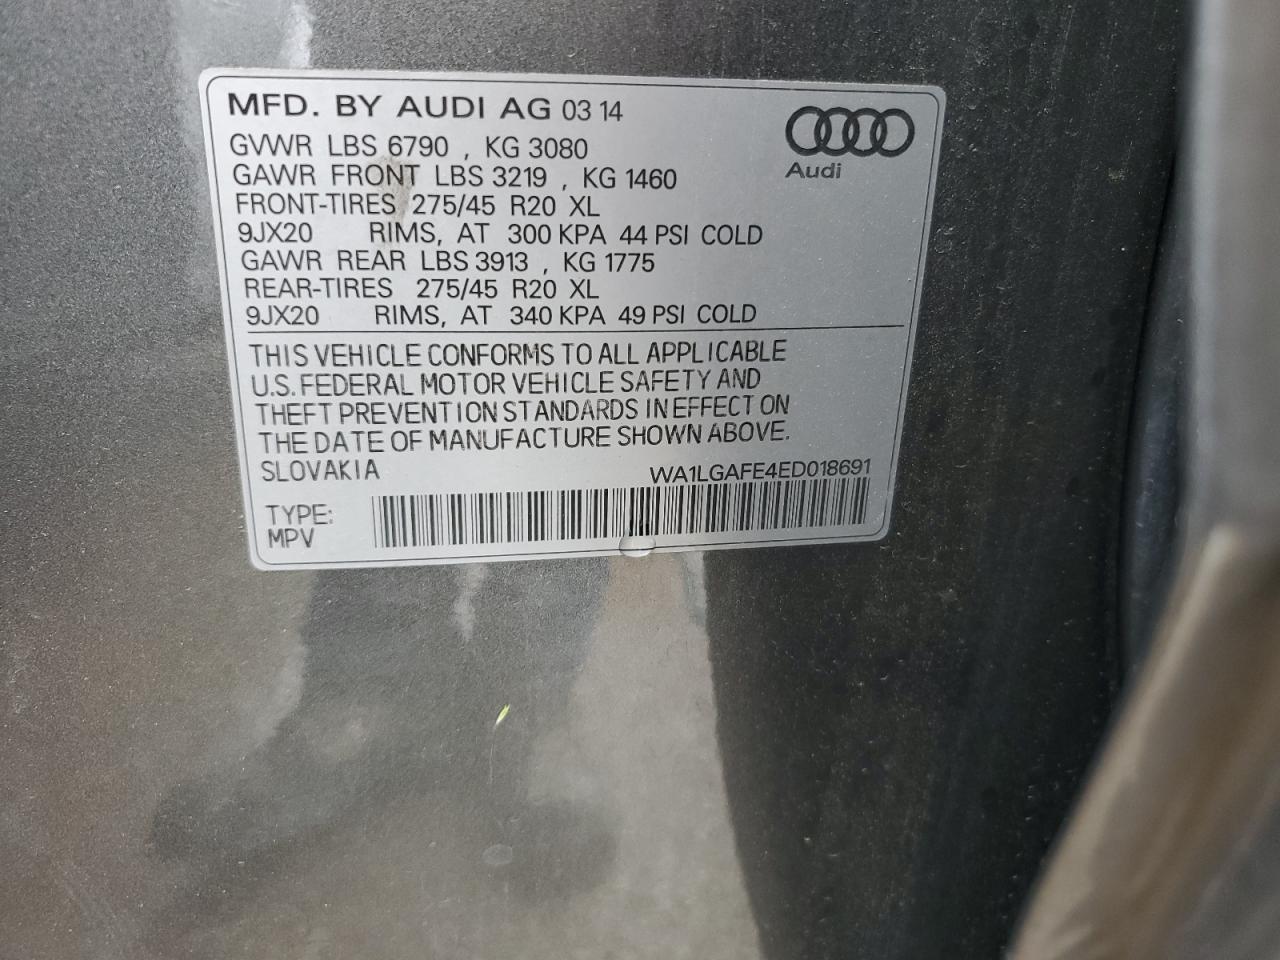 MFD. BY AUDI AG 03 14
GVWR LBS 6790 , KG 3080
GAWR FRONT LBS 3219 , KG 1460
FRONT-TIRES 275/45 R20 XL
9JX20 RIMS, AT 300 KPA 44 PSI COLD
GAWR REAR LBS 3913 , KG 1775
REAR-TIRES 275/45 R20 XL
9JX20 RIMS, AT 340 KPA 49 PSI COLD
Audi
THIS VEHICLE CONFORMS TO ALL APPLICABLE
U.S. FEDERAL MOTOR VEHICLE SAFETY AND
THEFT PREVENTION STANDARDS IN EFFECT ON
THE DATE OF MANUFACTURE SHOWN ABOVE.
SLOVAKIA WA1LGAFE4ED018691
TYPE:
MPV